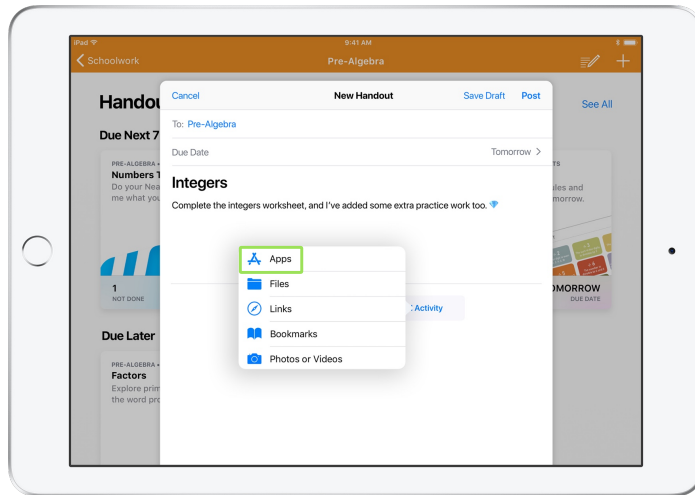 iPad
9:41 AM
Schoolwork
Pre-Algebra
Handou
See All
Cancel
New Handout
Save Draft
Post
To: Pre-Algebra
Due Date
Tomorrow
Integers
Complete the integers worksheet, and I've added some extra practice work too.
Apps
Files
Links
Bookmarks
Photos or Videos
Activity
Due Next 7
PRE-ALGEBRA •
Numbers T
Do your Nea
me what you
1
NOT DONE
ules and
morrow.
OMORROW
DUE DATE
Due Later
PRE-ALGEBRA •
Factors
Explore prim
the word pro